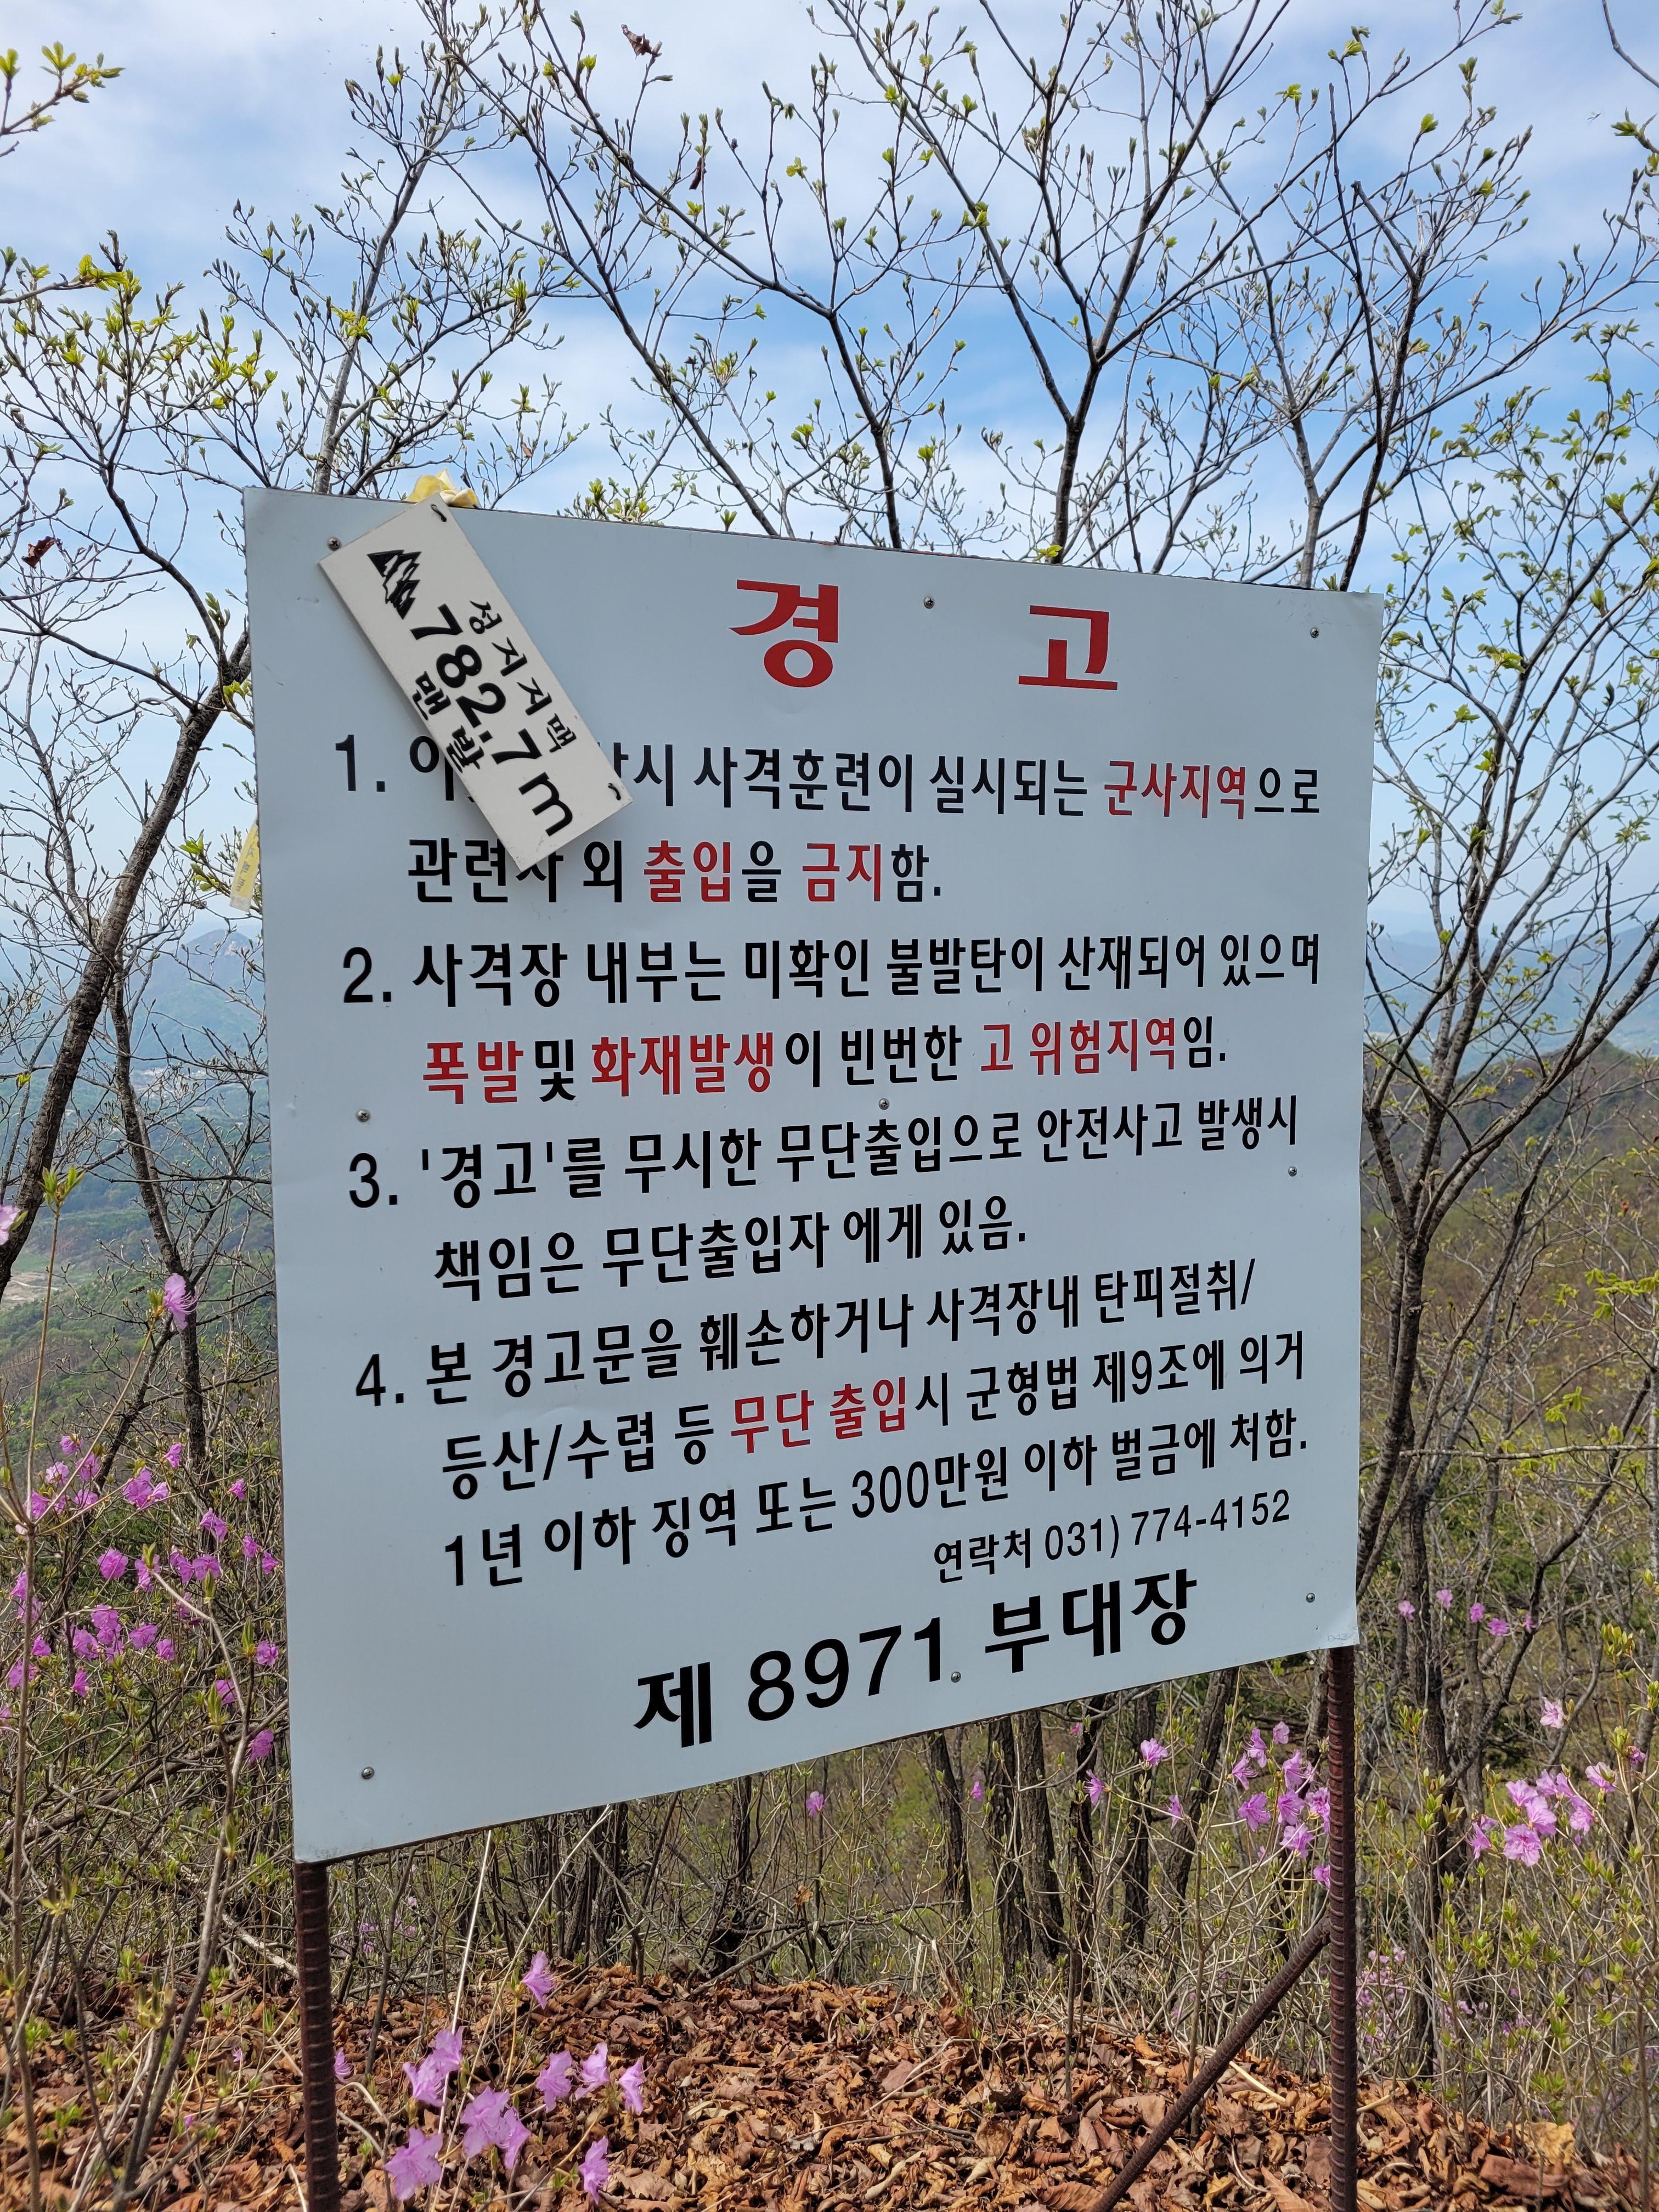 경 고
성지지맥
782.7m
맨발
1. 시 사격훈련이 실시되는 군사지역으로
관련자 외 출입을 금지함.
2. 사격장 내부는 미확인 불발탄이 산재되어 있으며
폭발 및 화재발생이 빈번한 고 위험지역임.
3. '경고'를 무시한 무단출입으로 안전사고 발생시
책임은 무단출입자 에게 있음.
4. 본 경고문을 훼손하거나 사격장내 탄피절취/
등산/수렵 등 무단 출입시 군형법 제9조에 의거
1년 이하 징역 또는 300만원 이하 벌금에 처함.
연락처 031) 774-4152
제 8971 부대장